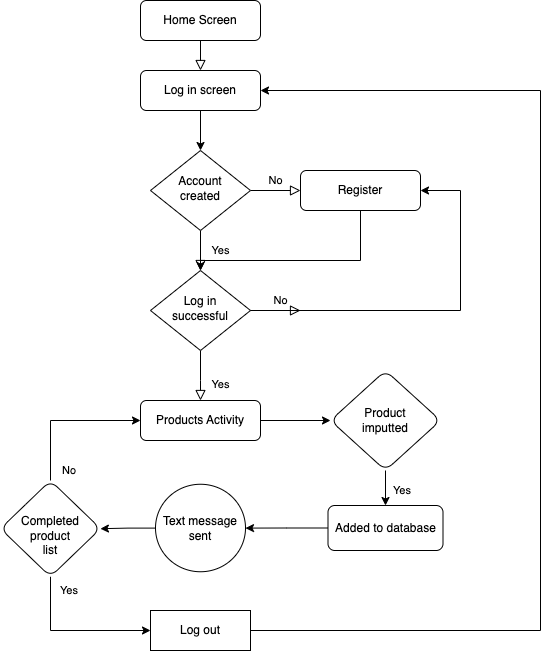 Home Screen
Log in screen
Account
created
No
Register
Yes
Log in
successful
No
Yes
Products Activity
Product
imputted
Yes
No
Completed
product
list
Text message
sent
Added to database
Yes
Log out